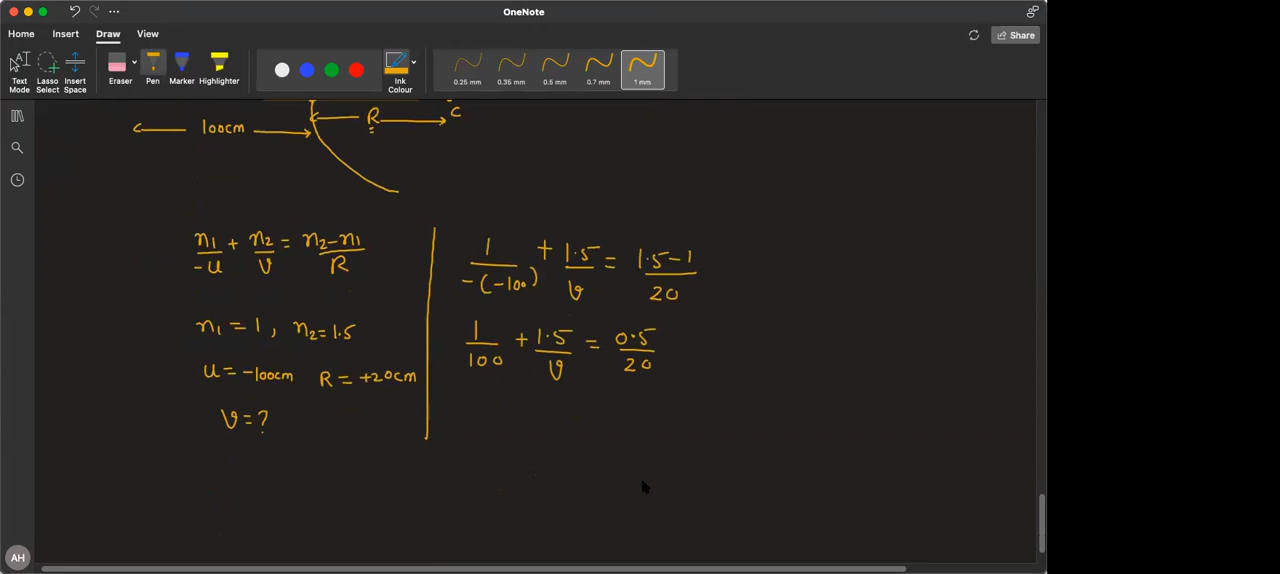 OneNote
Home Insert Draw View
Share
Text Mode
Lasso Select
Insert Space
Eraser
Pen
Marker
Highlighter
Ink Colour
0.25 mm
0.35 mm
0.5 mm
0.7 mm
1 mm
100cm
R
C
n₁/-u + n₂/v = n₂-n₁/R
n₁ = 1, n₂=1.5
u = -100cm R = +20cm
v = ?
1/-(-100) + 1.5/v = 1.5-1/20
1/100 + 1.5/v = 0.5/20
AH